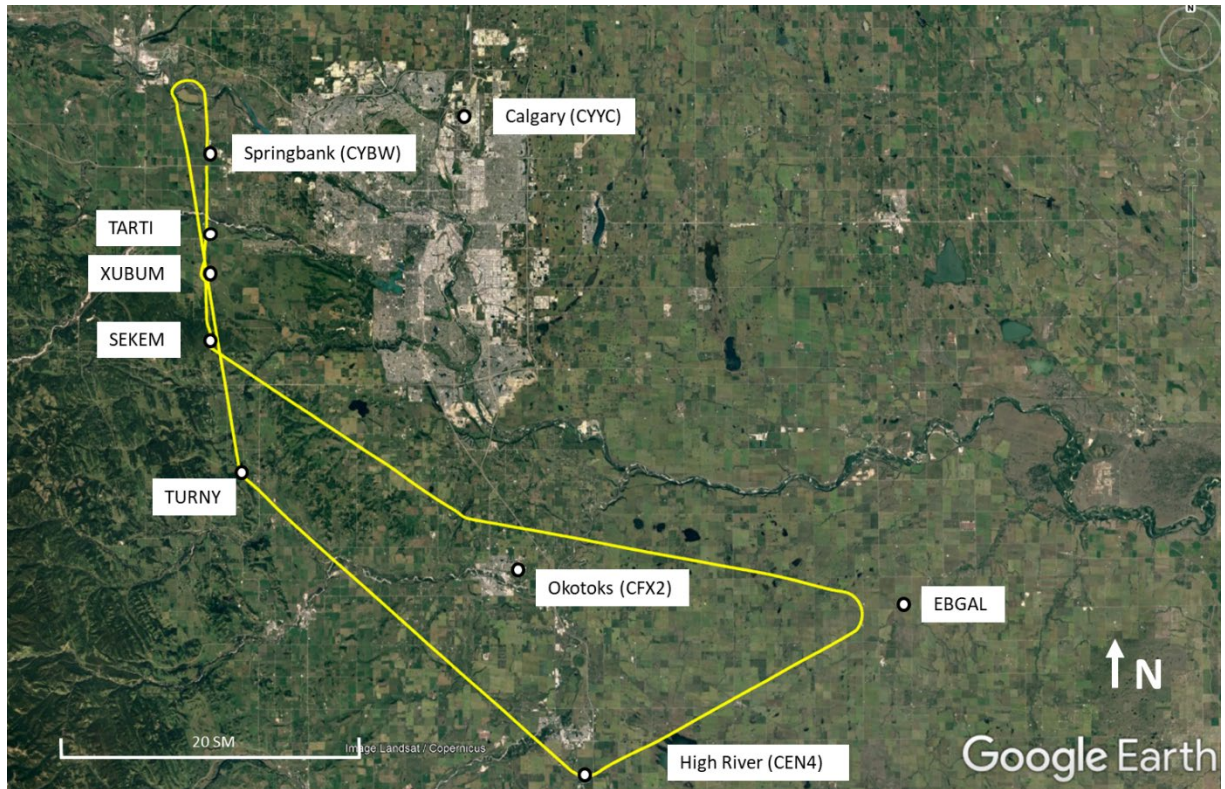 N
Calgary (CYYC)
Springbank (CYBW)
TARTI
XUBUM
SEKEM
TURNY
Okotoks (CFX2)
EBGAL
N
20 SM
Image Landsat / Copernicus
High River (CEN4)
Google Earth